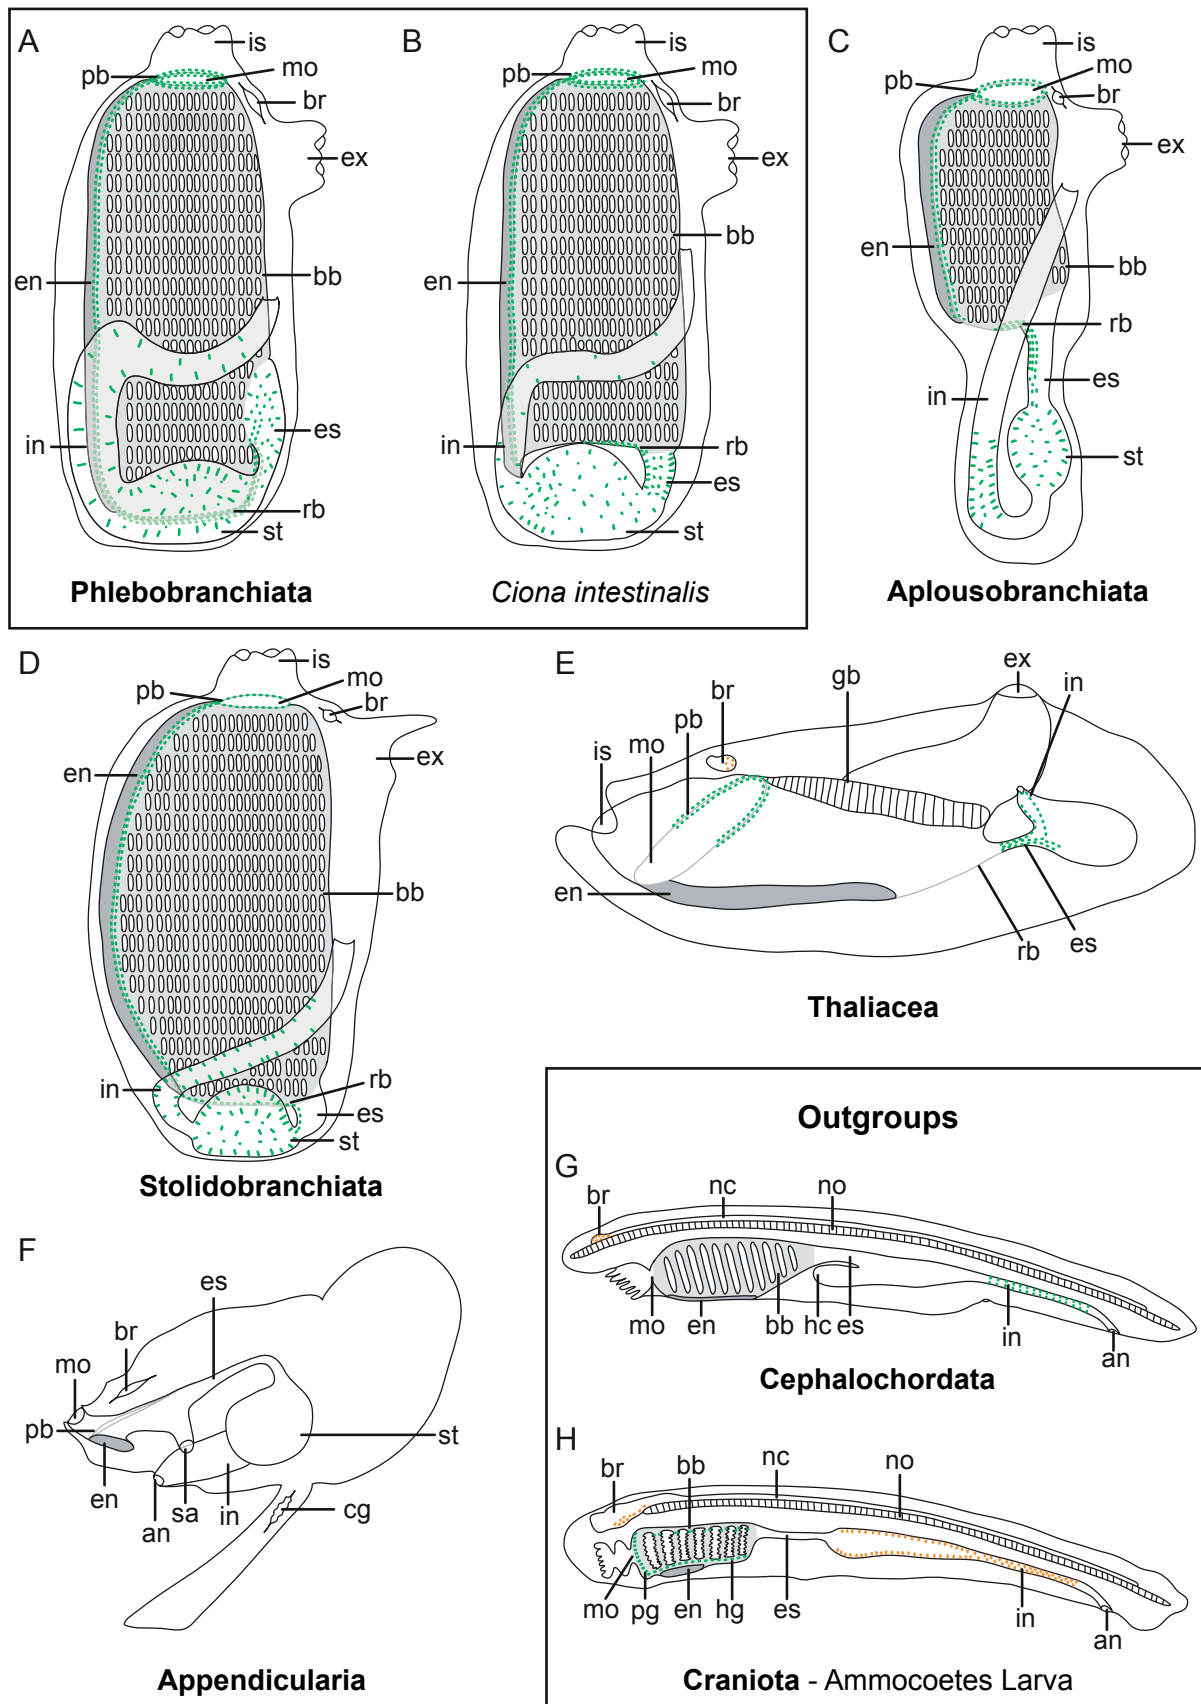 A
is
pb
mo
br
ex
en
bb
in
es
rb
st
Phlebobranchiata
B
is
pb
mo
br
ex
bb
en
in
rb
es
st
Ciona intestinalis
C
is
mo
pb
br
ex
en
bb
rb
es
in
st
Aplousobranchiata
D
is
mo
pb
br
ex
en
bb
in
rb
es
st
Stolidobranchiata
E
ex
in
gb
br
pb
mo
is
en
rb
es
Thaliacea
F
es
br
mo
pb
st
en
an
sa
in
cg
Appendicularia
Outgroups
G
br
nc
no
mo
en
bb
hc
es
in
an
Cephalochordata
H
br
bb
nc
no
mo
pg
en
hg
es
in
an
Craniota - Ammocoetes Larva